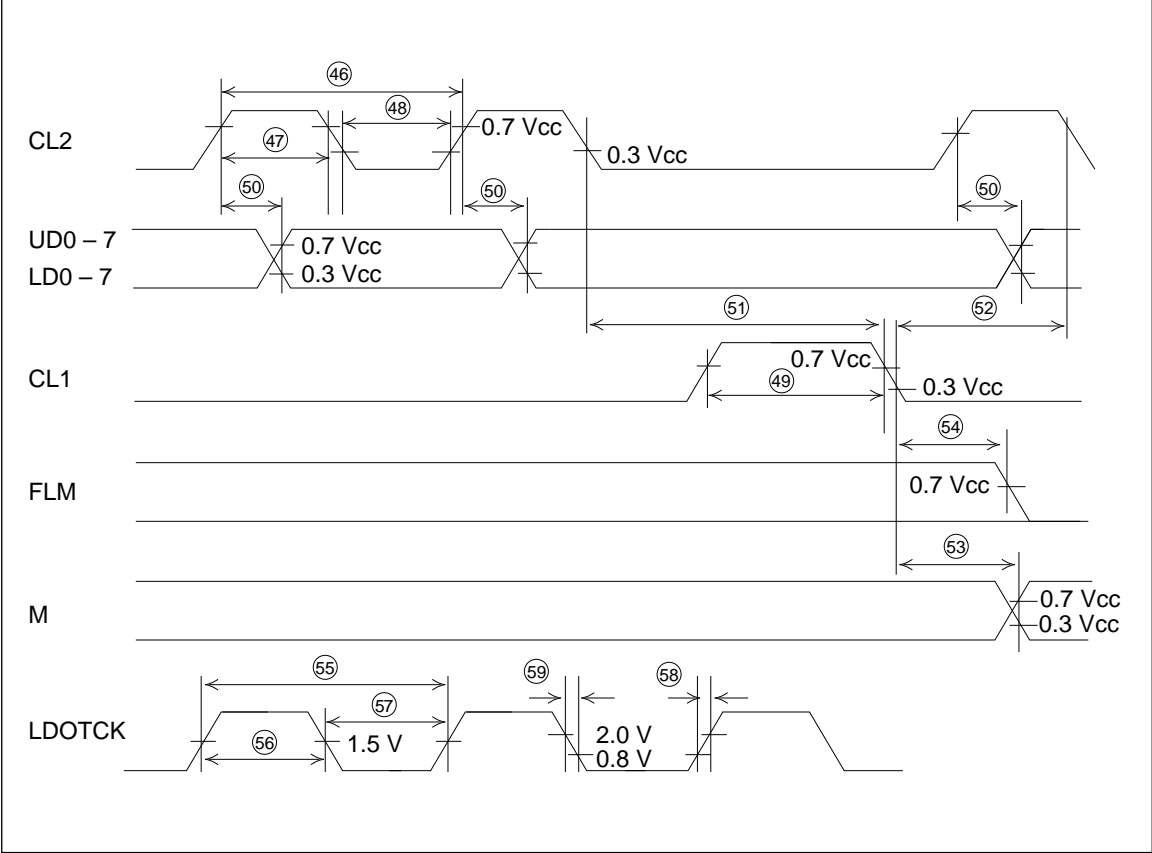 ㊻
㊽
CL2
㊼
0.7 Vcc
0.3 Vcc
㊿
㊿
㊿
UD0 – 7
0.7 Vcc
LD0 – 7
0.3 Vcc
51
52
CL1
0.7 Vcc
㊾
0.3 Vcc
54
FLM
0.7 Vcc
53
M
0.7 Vcc
0.3 Vcc
55
59
58
57
LDOTCK
56
1.5 V
2.0 V
0.8 V